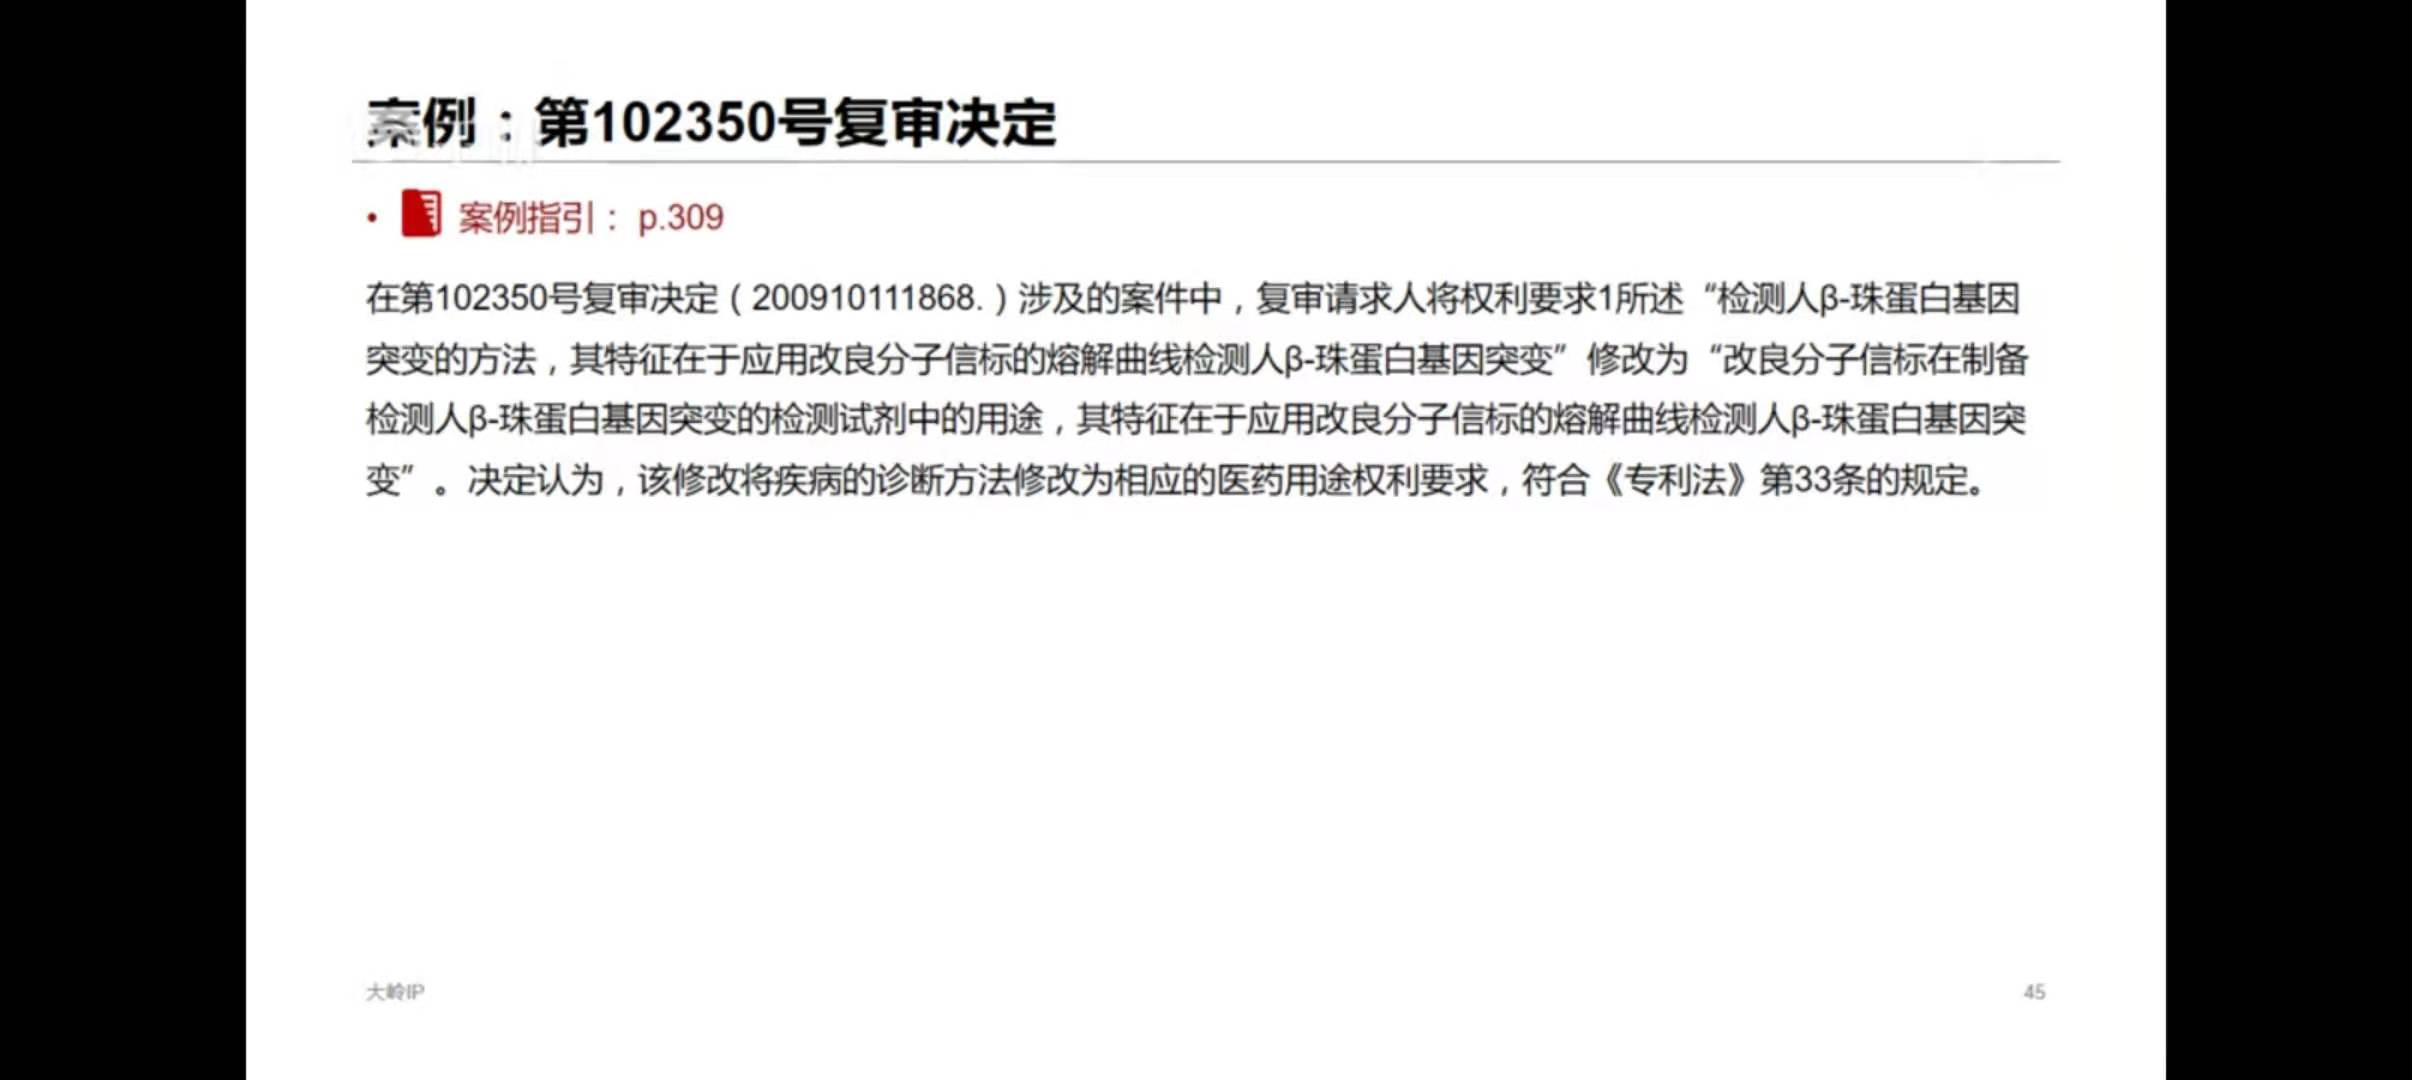 案例：第102350号复审决定
• 案例指引： p.309
在第102350号复审决定（200910111868.）涉及的案件中，复审请求人将权利要求1所述“检测人β-珠蛋白基因
突变的方法，其特征在于应用改良分子信标的熔解曲线检测人β-珠蛋白基因突变”修改为“改良分子信标在制备
检测人β-珠蛋白基因突变的检测试剂中的用途，其特征在于应用改良分子信标的熔解曲线检测人β-珠蛋白基因突
变”。决定认为，该修改将疾病的诊断方法修改为相应的医药用途权利要求，符合《专利法》第33条的规定。
大岭IP
45